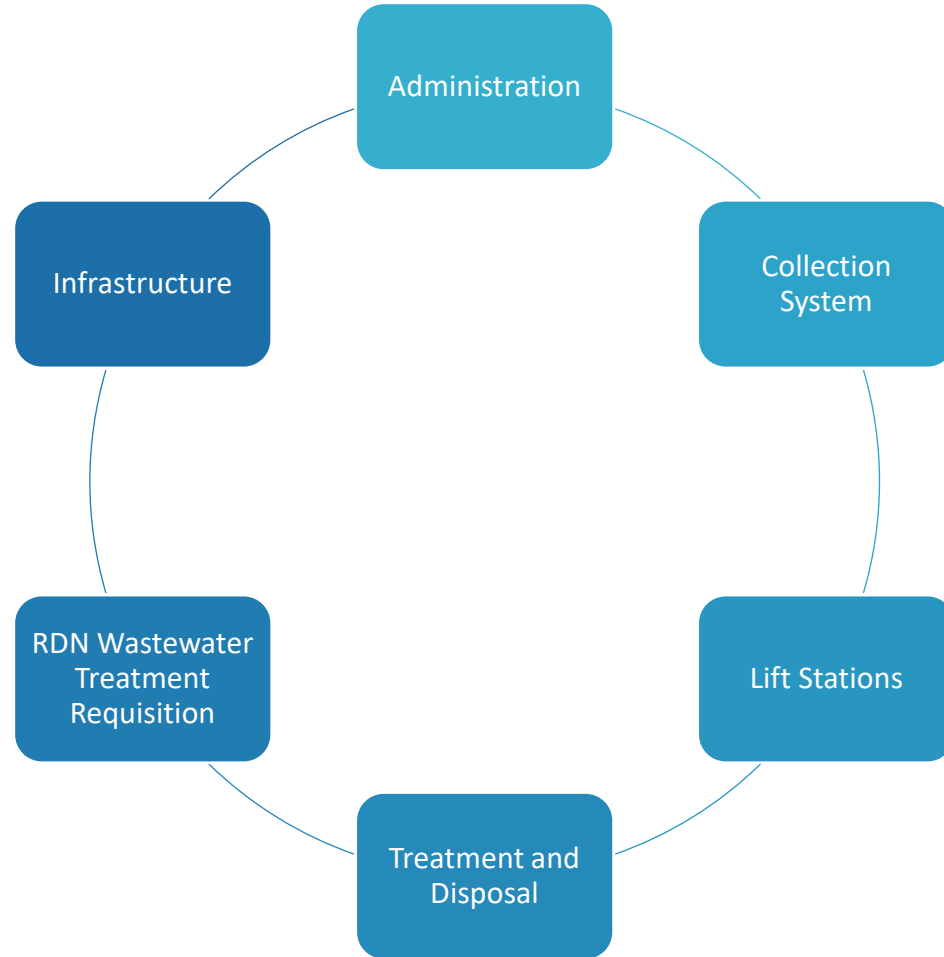 Administration
Collection
System
Lift Stations
Treatment and
Disposal
RDN Wastewater
Treatment
Requisition
Infrastructure